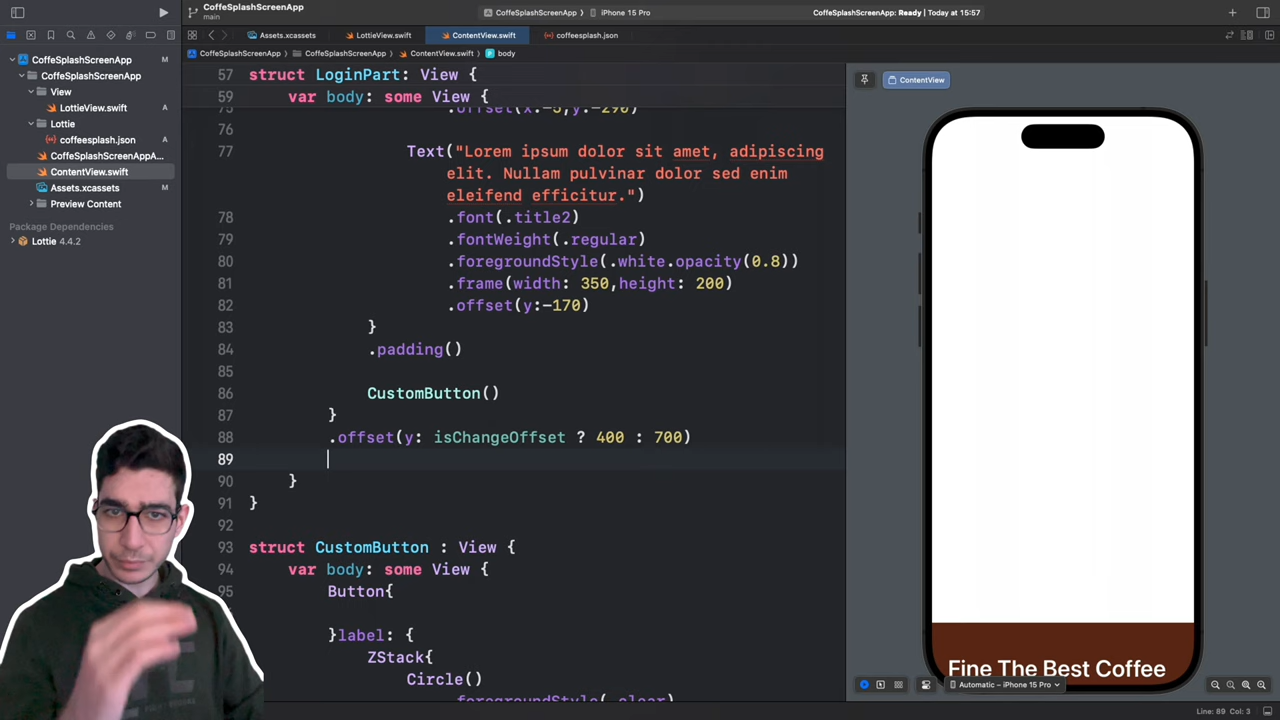 CoffeSplashScreenApp
main
CoffeSplashScreenApp
iPhone 15 Pro
CoffeSplashScreenApp: Ready | Today at 15:57
Assets.xcassets
LottieView.swift
ContentView.swift
coffeesplash.json
CoffeSplashScreenApp
CoffeSplashScreenApp
ContentView.swift
body
CoffeSplashScreenApp
M
CoffeSplashScreenApp
View
LottieView.swift
A
Lottie
coffeesplash.json
A
CoffeSplashScreenAppA...
ContentView.swift
Assets.xcassets
M
Preview Content
Package Dependencies
Lottie 4.4.2
57 struct LoginPart: View {
59 var body: some View {
75 .offset(x:-5,y:-290)
76
77 Text("Lorem ipsum dolor sit amet, adipiscing
elit. Nullam pulvinar dolor sed enim
eleifend efficitur.")
78 .font(.title2)
79 .fontWeight(.regular)
80 .foregroundStyle(.white.opacity(0.8))
81 .frame(width: 350,height: 200)
82 .offset(y:-170)
83 }
84 .padding()
85
86 CustomButton()
87 }
88 .offset(y: isChangeOffset ? 400 : 700)
89
90 }
91 }
92
93 struct CustomButton : View {
94 var body: some View {
95 Button{
}label: {
ZStack{
Circle()
.foregroundStyle(.clear)
ContentView
Fine The Best Coffee
Automatic – iPhone 15 Pro
Line: 89 Col: 3